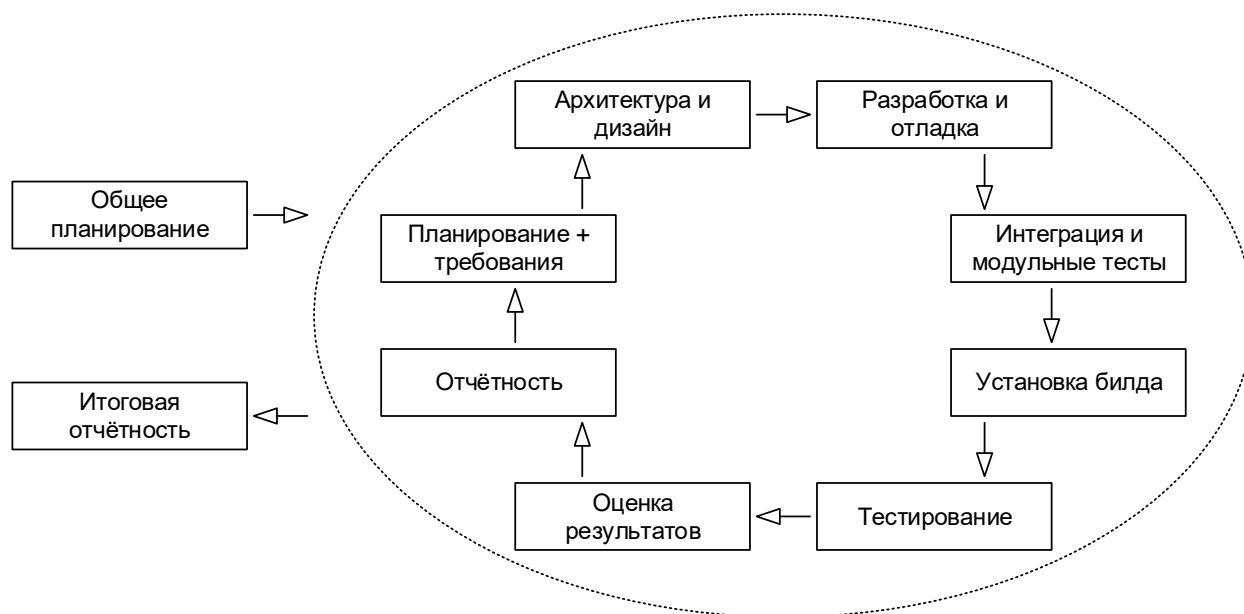 Архитектура и
дизайн
Разработка и
отладка
Общее
планирование
Планирование +
требования
Интеграция и
модульные тесты
Отчётность
Установка билда
Итоговая
отчётность
Оценка
результатов
Тестирование